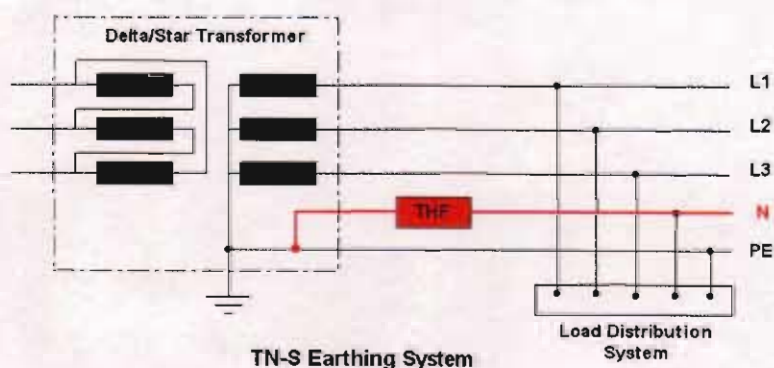 Delta/Star Transformer
L1
L2
L3
THF
N
PE
Load Distribution
System
TN-S Earthing System